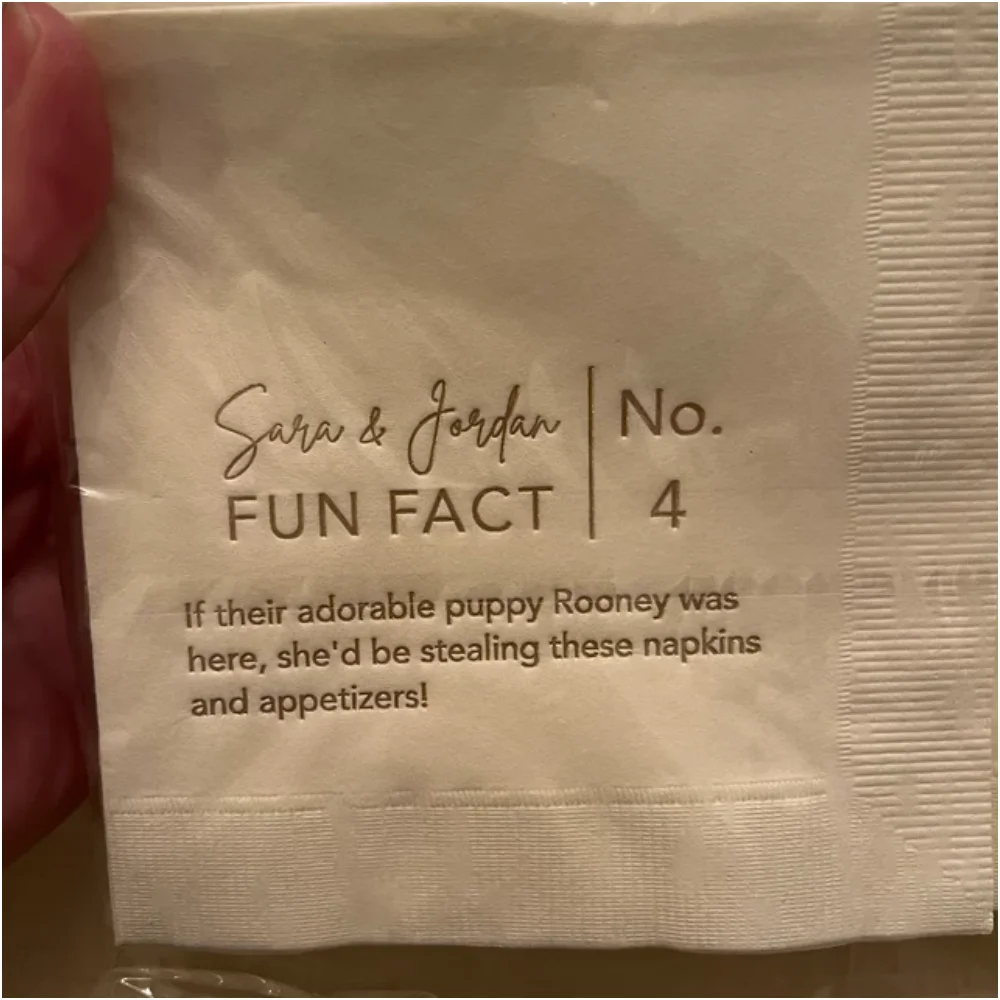 Sara & Jordan
FUN FACT
No.
4
If their adorable puppy Rooney was
here, she'd be stealing these napkins
and appetizers!